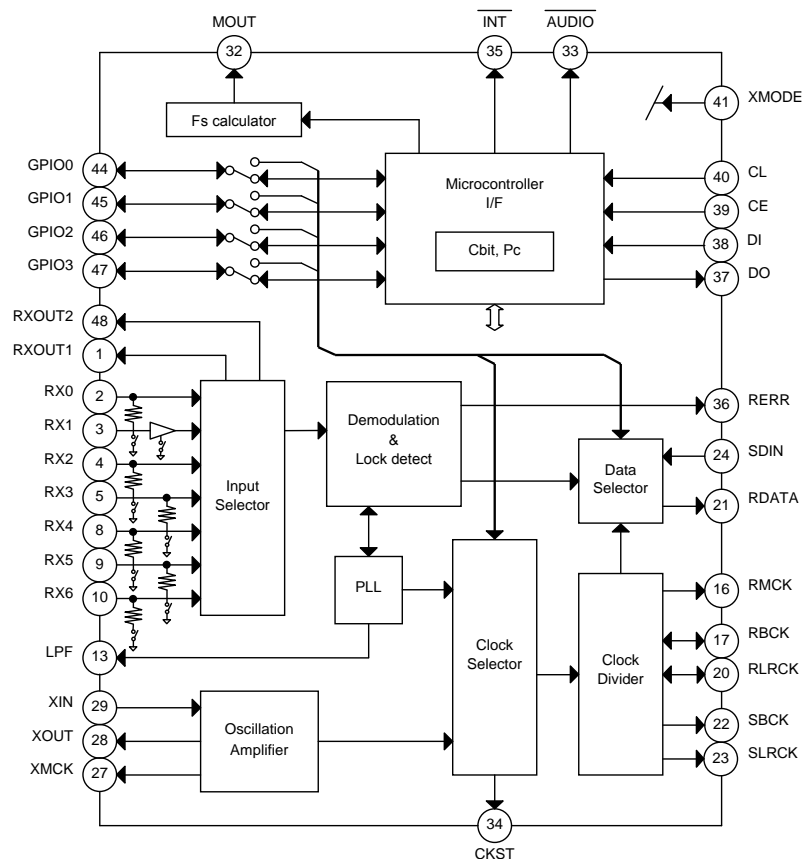 MOUT
INT
AUDIO
32
35
33
41
XMODE
Fs calculator
GPIO0
44
GPIO1
45
GPIO2
46
GPIO3
47
Microcontroller
I/F
Cbit, Pc
40
CL
39
CE
38
DI
37
DO
RXOUT2
48
RXOUT1
1
RX0
2
RX1
3
RX2
4
RX3
5
RX4
8
RX5
9
RX6
10
LPF
13
Input
Selector
Demodulation
&
Lock detect
Data
Selector
36
RERR
24
SDIN
21
RDATA
PLL
Clock
Selector
Clock
Divider
16
RMCK
17
RBCK
20
RLRCK
22
SBCK
23
SLRCK
XIN
29
XOUT
28
XMCK
27
Oscillation
Amplifier
34
CKST